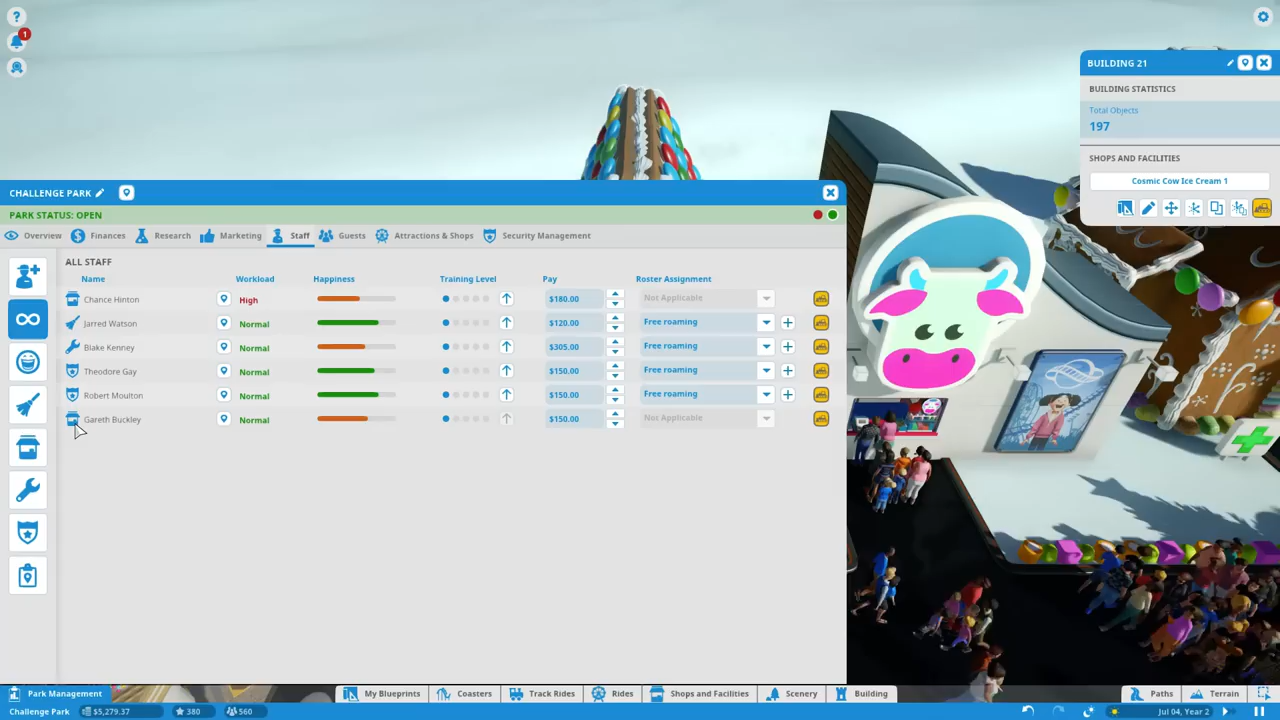 ?
1
BUILDING 21
BUILDING STATISTICS
Total Objects
197
SHOPS AND FACILITIES
Cosmic Cow Ice Cream 1
CHALLENGE PARK
PARK STATUS: OPEN
Overview Finances Research Marketing Staff Guests Attractions & Shops Security Management
ALL STAFF
Name Workload Happiness Training Level Pay Roster Assignment
Chance Hinton High $180.00 Not Applicable
Jarred Watson Normal $120.00 Free roaming
Blake Kenney Normal $305.00 Free roaming
Theodore Gay Normal $150.00 Free roaming
Robert Moulton Normal $150.00 Free roaming
Gareth Buckley Normal $150.00 Not Applicable
Park Management My Blueprints Coasters Track Rides Rides Shops and Facilities Scenery Building Paths Terrain
Challenge Park $5,279.37 380 560 Jul 04, Year 2